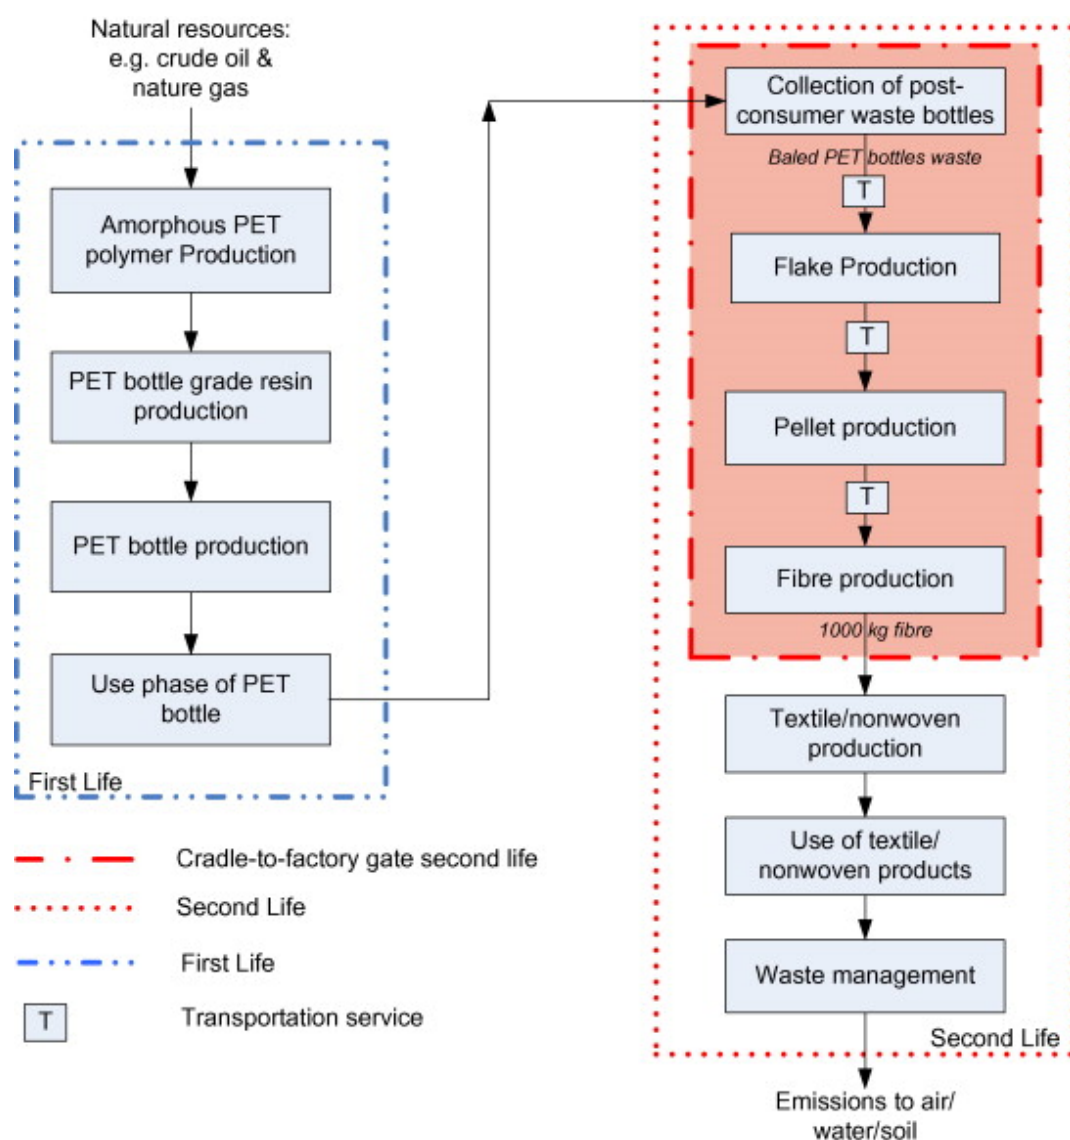 Natural resources:
e.g. crude oil &
nature gas
Amorphous PET
polymer Production
PET bottle grade resin
production
PET bottle production
Use phase of PET
bottle
First Life
Collection of post-
consumer waste bottles
Baled PET bottles waste
T
Flake Production
T
Pellet production
T
Fibre production
1000 kg fibre
Textile/nonwoven
production
Use of textile/
nonwoven products
Waste management
Second Life
Emissions to air/
water/soil
Cradle-to-factory gate second life
Second Life
First Life
T Transportation service